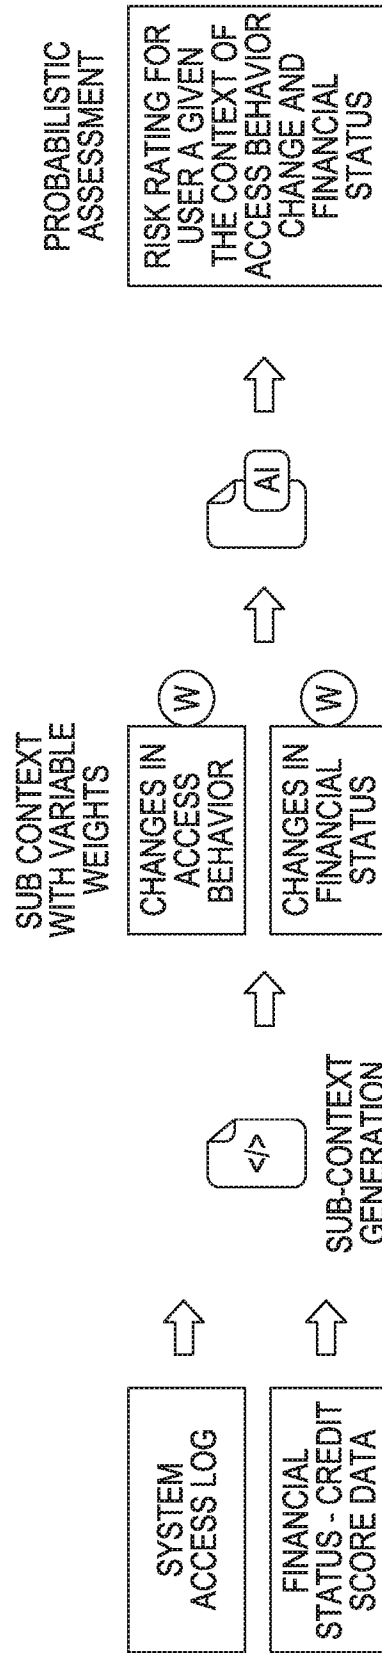 SYSTEM
ACCESS LOG
FINANCIAL
STATUS - CREDIT
SCORE DATA
</>
SUB-CONTEXT
GENERATION
SUB CONTEXT
WITH VARIABLE
WEIGHTS
CHANGES IN
ACCESS
BEHAVIOR
W
CHANGES IN
FINANCIAL
STATUS
W
AI
PROBABILISTIC
ASSESSMENT
RISK RATING FOR
USER A GIVEN
THE CONTEXT OF
ACCESS BEHAVIOR
CHANGE AND
FINANCIAL
STATUS